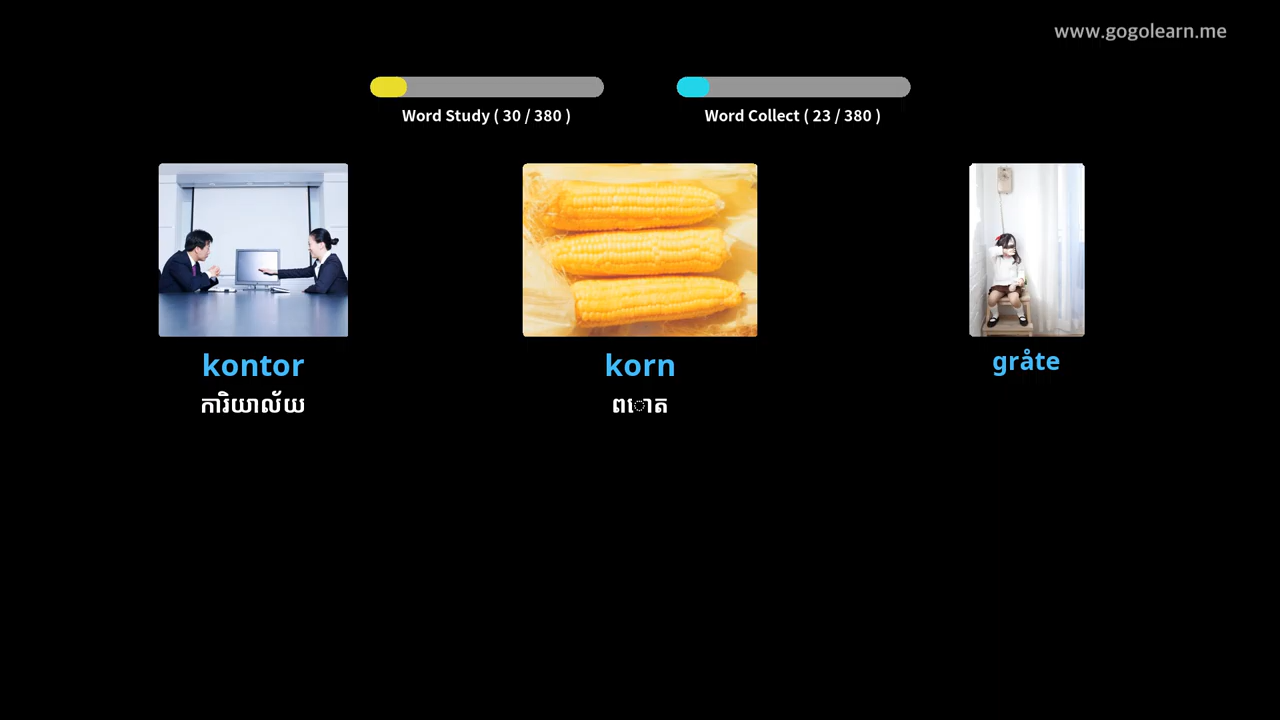 www.gogolearn.me
Word Study ( 30 / 380 )
Word Collect ( 23 / 380 )
kontor
ការិយាល័យ
korn
ពោត
gråte